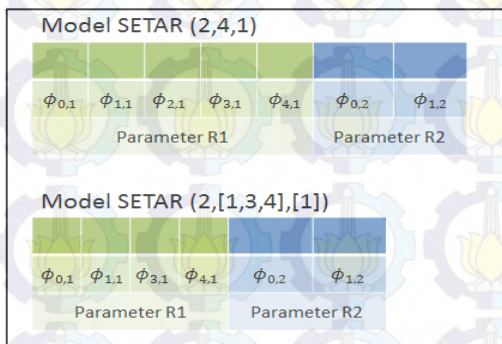 Model SETAR (2,4,1)
ϕ0,1 ϕ1,1 ϕ2,1 ϕ3,1 ϕ4,1 ϕ0,2 ϕ1,2
Parameter R1 Parameter R2
Model SETAR (2,[1,3,4],[1])
ϕ0,1 ϕ1,1 ϕ3,1 ϕ4,1 ϕ0,2 ϕ1,2
Parameter R1 Parameter R2